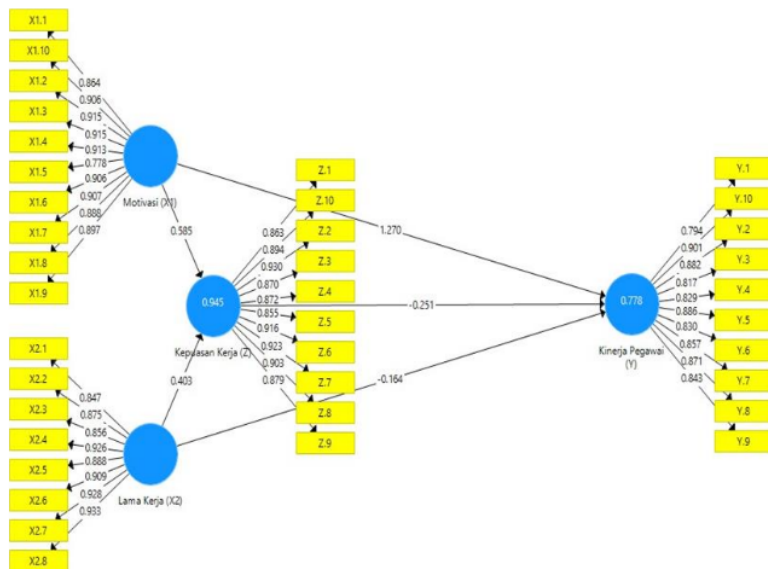 X1.1
X1.10
X1.2
X1.3
X1.4
X1.5
X1.6
X1.7
X1.8
X1.9
0.864
0.906
0.915
0.915
0.913
0.778
0.906
0.907
0.888
0.897
Motivasi (X1)
0.585
1.270
Z.1
Z.10
Z.2
Z.3
Z.4
Z.5
Z.6
Z.7
Z.8
Z.9
0.863
0.894
0.930
0.870
0.872
0.855
0.916
0.923
0.903
0.879
0.945
Kepuasan Kerja (Z)
-0.251
0.403
-0.164
X2.1
X2.2
X2.3
X2.4
X2.5
X2.6
X2.7
X2.8
0.847
0.875
0.856
0.926
0.888
0.909
0.928
0.933
Lama Kerja (X2)
Y.1
Y.10
Y.2
Y.3
Y.4
Y.5
Y.6
Y.7
Y.8
Y.9
0.794
0.901
0.882
0.817
0.829
0.886
0.830
0.857
0.871
0.843
0.778
Kinerja Pegawai
(Y)